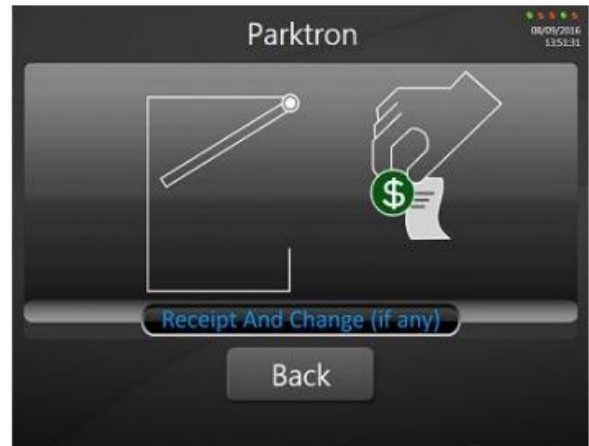 Parktron
08/09/2016
13:51:31
$
Receipt And Change (if any)
Back